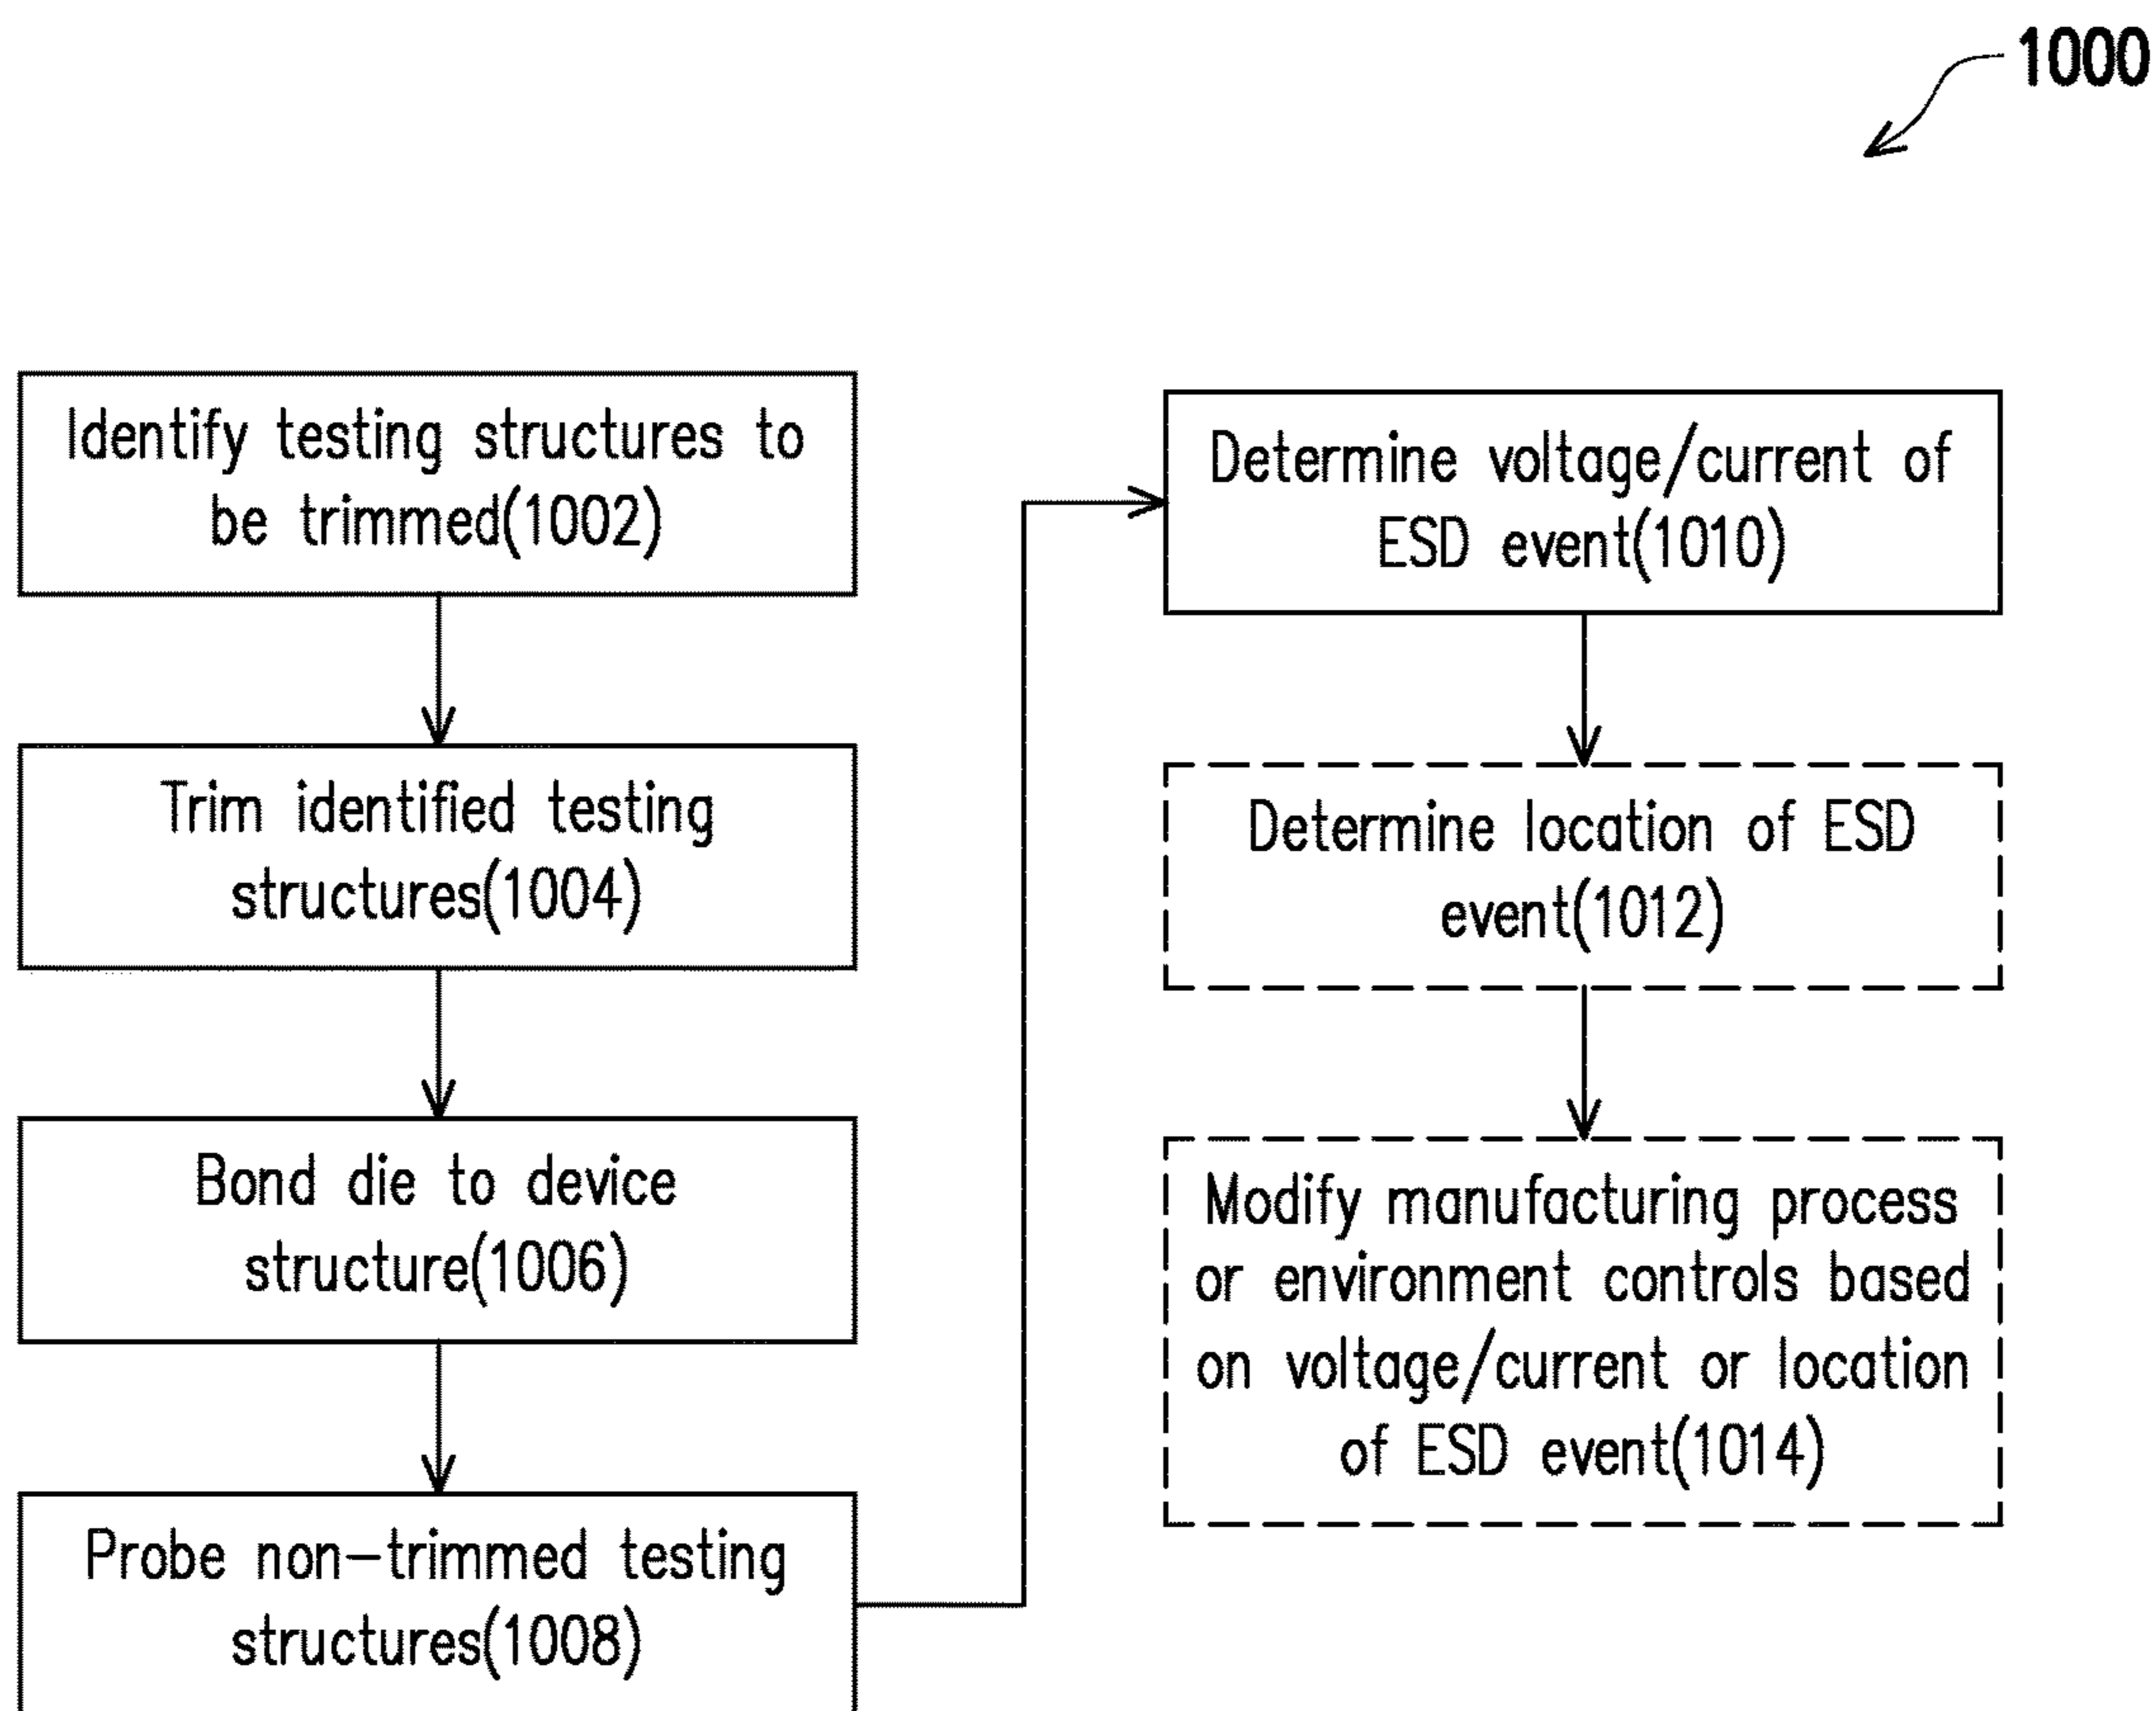 1000
Identify testing structures to
be trimmed(1002)
Trim identified testing
structures(1004)
Bond die to device
structure(1006)
Probe non-trimmed testing
structures(1008)
Determine voltage/current of
ESD event(1010)
Determine location of ESD
event(1012)
Modify manufacturing process
or environment controls based
on voltage/current or location
of ESD event(1014)